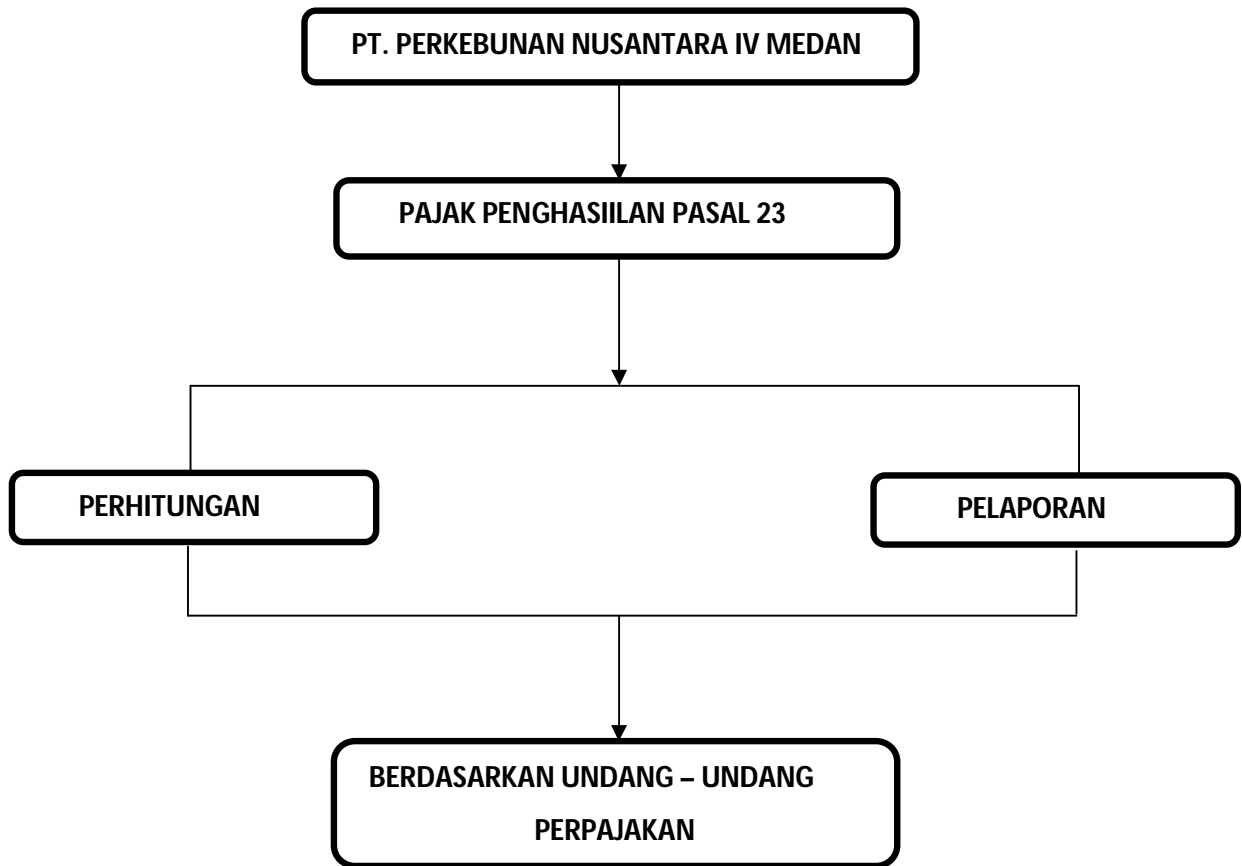 PT. PERKEBUNAN NUSANTARA IV MEDAN
PAJAK PENGHASIILAN PASAL 23
PERHITUNGAN
PELAPORAN
BERDASARKAN UNDANG – UNDANG
PERPAJAKAN